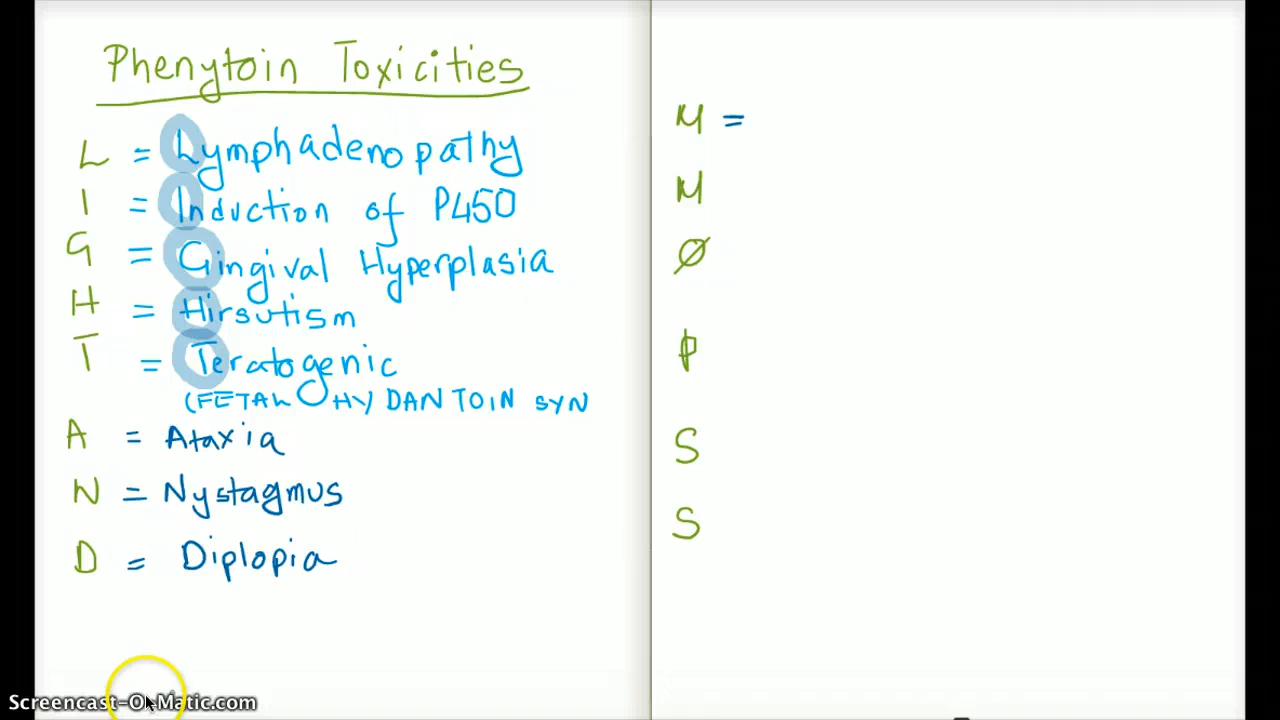 Phenytoin Toxicities
L = Lymphadenopathy
I = Induction of P450
G = Gingival Hyperplasia
H = Hirsutism
T = Teratogenic
(FETAL HYDANTOIN SYN
A = Ataxia
N = Nystagmus
D = Diplopia
M =
M
Ø
P
S
S
Screencast-O-Matic.com